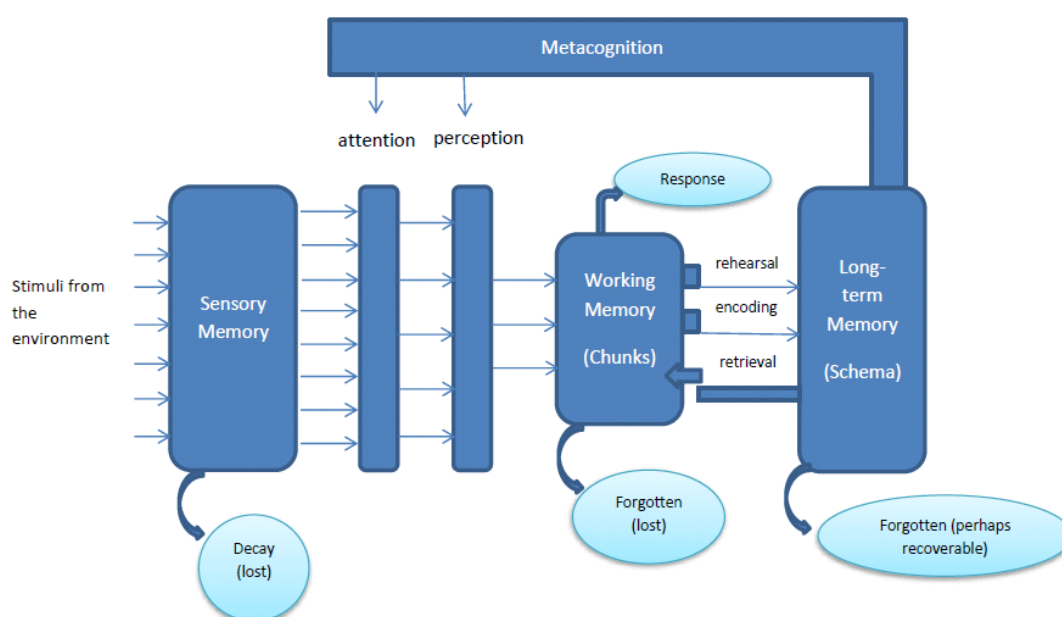 Metacognition
attention
perception
Response
Stimuli from
the
environment
Sensory
Memory
Working
Memory
(Chunks)
rehearsal
encoding
retrieval
Long-
term
Memory
(Schema)
Decay
(lost)
Forgotten
(lost)
Forgotten (perhaps
recoverable)